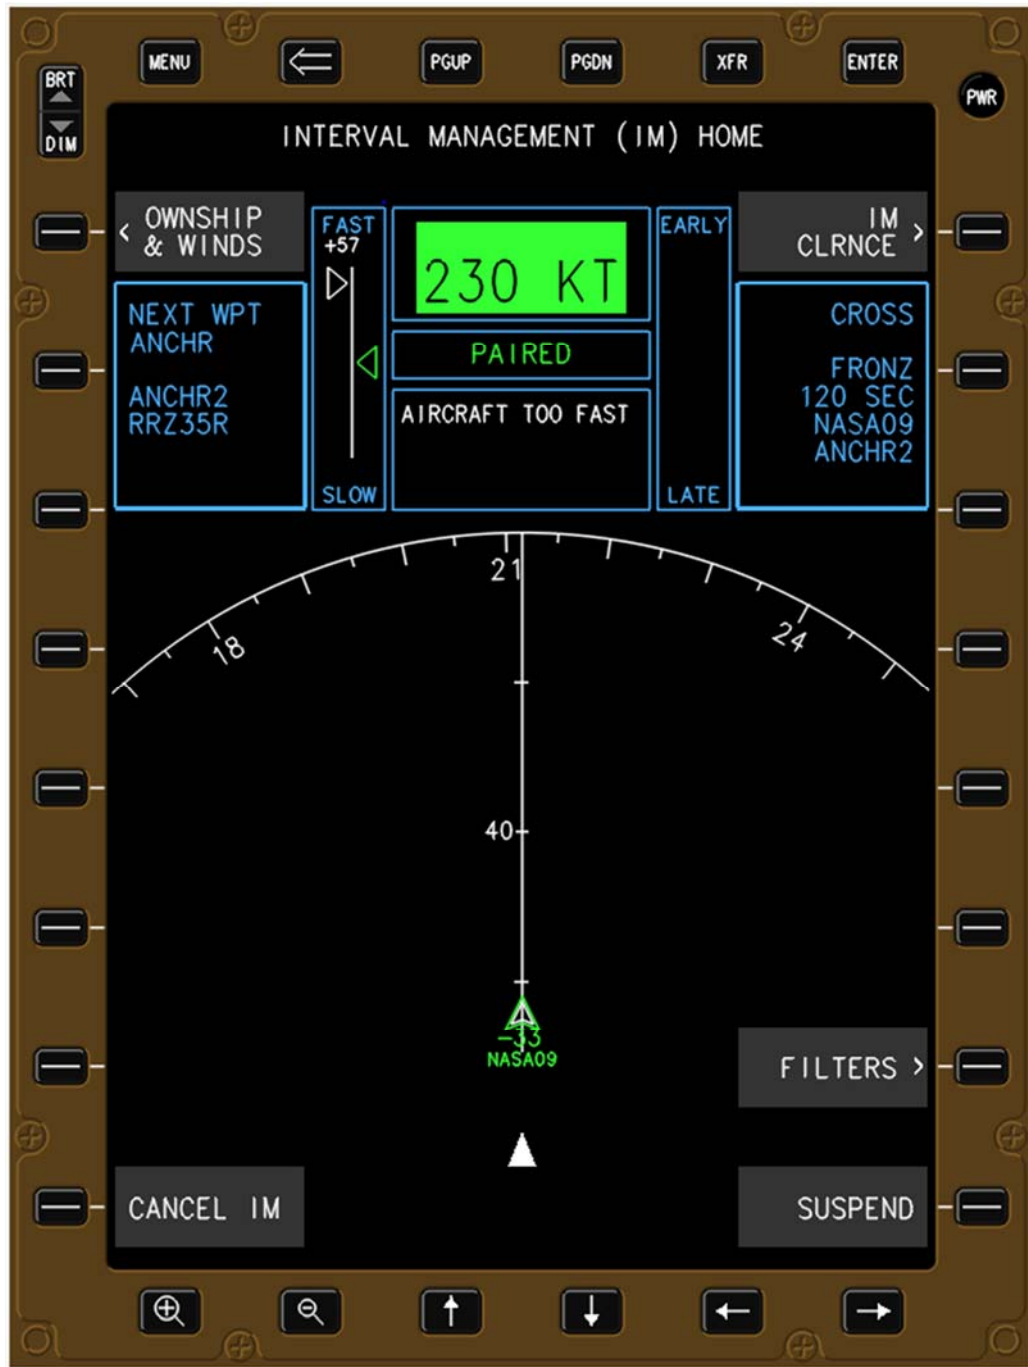 MENU
PGUP
PGDN
XFR
ENTER
BRT
DIM
PWR
INTERVAL MANAGEMENT (IM) HOME
< OWNSHIP
& WINDS
FAST
+57
230 KT
EARLY
IM
CLRNCE >
NEXT WPT
ANCHR
ANCHR2
RRZ35R
SLOW
PAIRED
AIRCRAFT TOO FAST
LATE
CROSS
FRONZ
120 SEC
NASA09
ANCHR2
18
21
24
40
-33
NASA09
FILTERS >
CANCEL IM
SUSPEND